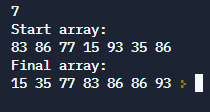 7
Start array:
83 86 77 15 93 35 86
Final array:
15 35 77 83 86 86 93 :